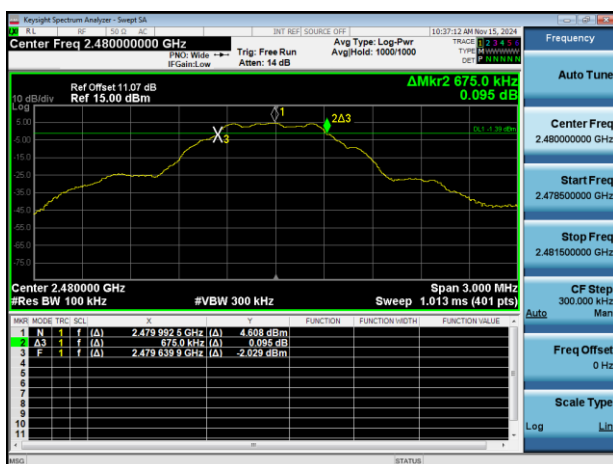 Keysight Spectrum Analyzer - Swept SA
LXI RL RF 50 Ω AC INT REF SOURCE OFF 10:37:12 AM Nov 15, 2024
Center Freq 2.480000000 GHz
PNO: Wide
IFGain:Low
Trig: Free Run
Atten: 14 dB
Avg Type: Log-Pwr
Avg|Hold: 1000/1000
TRACE 1 2 3 4 5 6
TYPE M W W W W W
DET P N N N N N
ΔMkr2 675.0 kHz
0.095 dB
Ref Offset 11.07 dB
10 dB/div Ref 15.00 dBm
Log
5.00
-5.00
-15.0
-25.0
-35.0
-45.0
-55.0
-65.0
-75.0
1
2Δ3
3
DL1 -1.39 dBm
Center 2.480000 GHz Span 3.000 MHz
#Res BW 100 kHz #VBW 300 kHz Sweep 1.013 ms (401 pts)
MKR MODE TRC SCL X Y FUNCTION FUNCTION WIDTH FUNCTION VALUE
1 N 1 f (Δ) 2.479 992 5 GHz (Δ) 4.608 dBm
2 Δ3 1 f (Δ) 675.0 kHz (Δ) 0.095 dB
3 F 1 f (Δ) 2.479 639 9 GHz (Δ) -2.029 dBm
4
5
6
7
8
9
10
11
MSG STATUS
Frequency
Auto Tune
Center Freq
2.480000000 GHz
Start Freq
2.478500000 GHz
Stop Freq
2.481500000 GHz
CF Step
300.000 kHz
Auto Man
Freq Offset
0 Hz
Scale Type
Log Lin